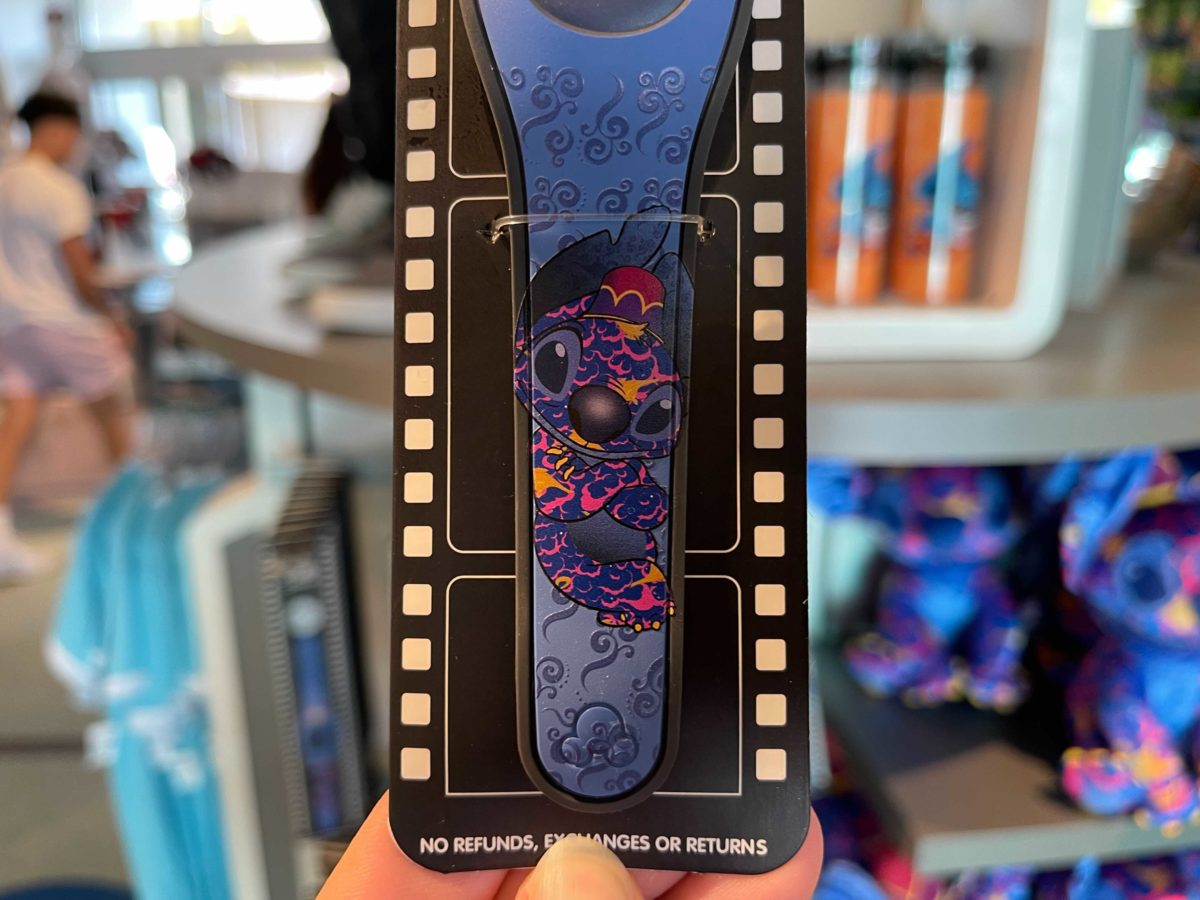 NO REFUNDS, EXCHANGES OR RETURNS